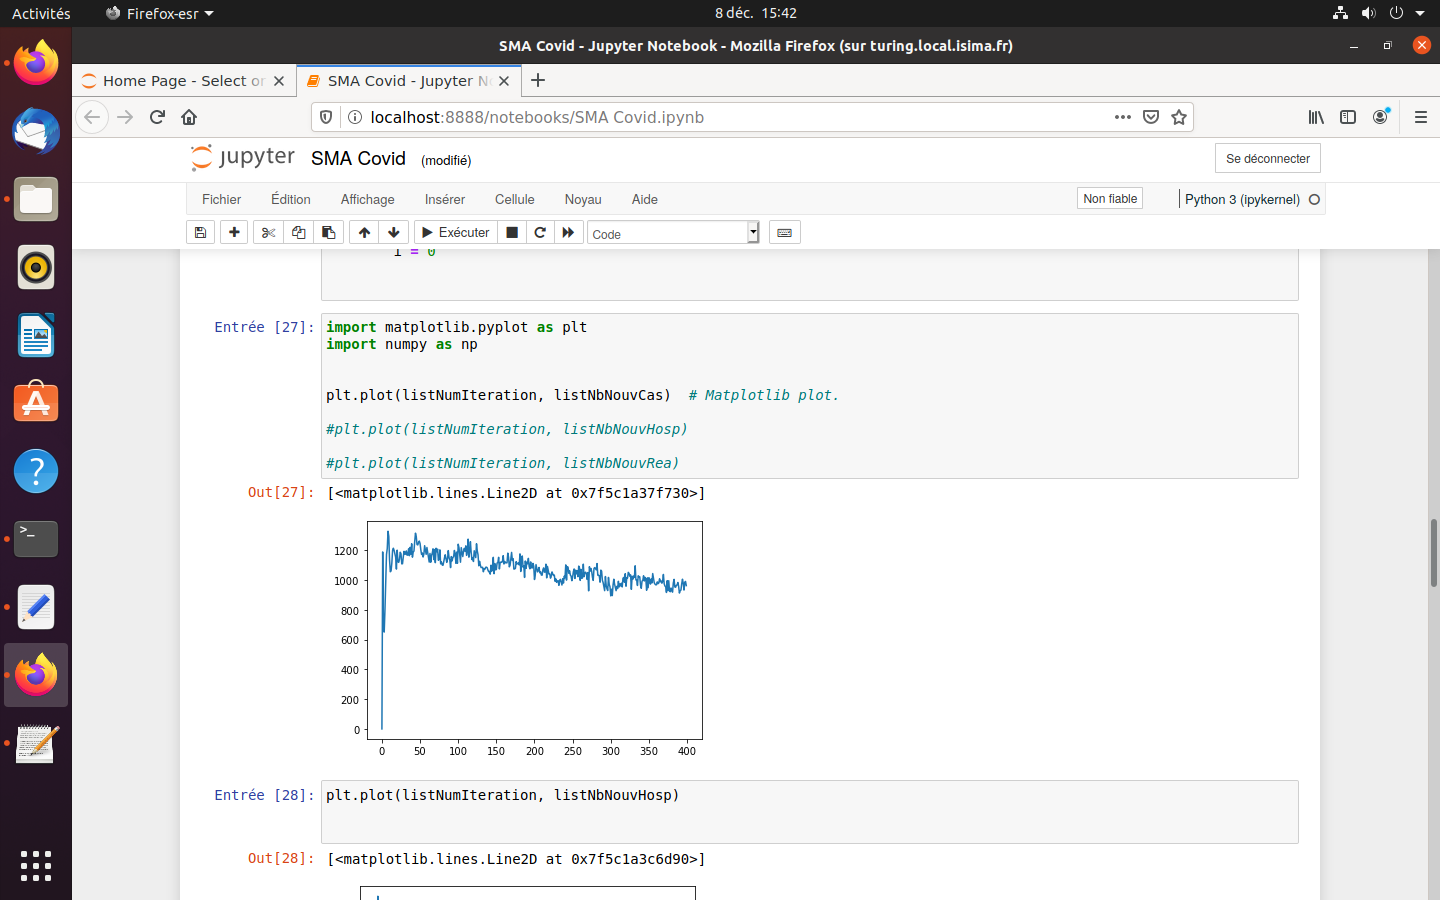 Activités
Firefox-esr
8 déc. 15:42
SMA Covid - Jupyter Notebook - Mozilla Firefox (sur turing.local.isima.fr)
Home Page - Select or
SMA Covid - Jupyter No
localhost:8888/notebooks/SMA Covid.ipynb
jupyter
SMA Covid
(modifié)
Se déconnecter
Fichier
Édition
Affichage
Insérer
Cellule
Noyau
Aide
Non fiable
Python 3 (ipykernel)
Exécuter
Code
i = 0
Entrée [27]:
import matplotlib.pyplot as plt
import numpy as np
plt.plot(listNumIteration, listNbNouvCas)  # Matplotlib plot.
#plt.plot(listNumIteration, listNbNouvHosp)
#plt.plot(listNumIteration, listNbNouvRea)
Out[27]:
[<matplotlib.lines.Line2D at 0x7f5c1a37f730>]
1200
1000
800
600
400
200
0
0 50 100 150 200 250 300 350 400
Entrée [28]:
plt.plot(listNumIteration, listNbNouvHosp)
Out[28]:
[<matplotlib.lines.Line2D at 0x7f5c1a3c6d90>]